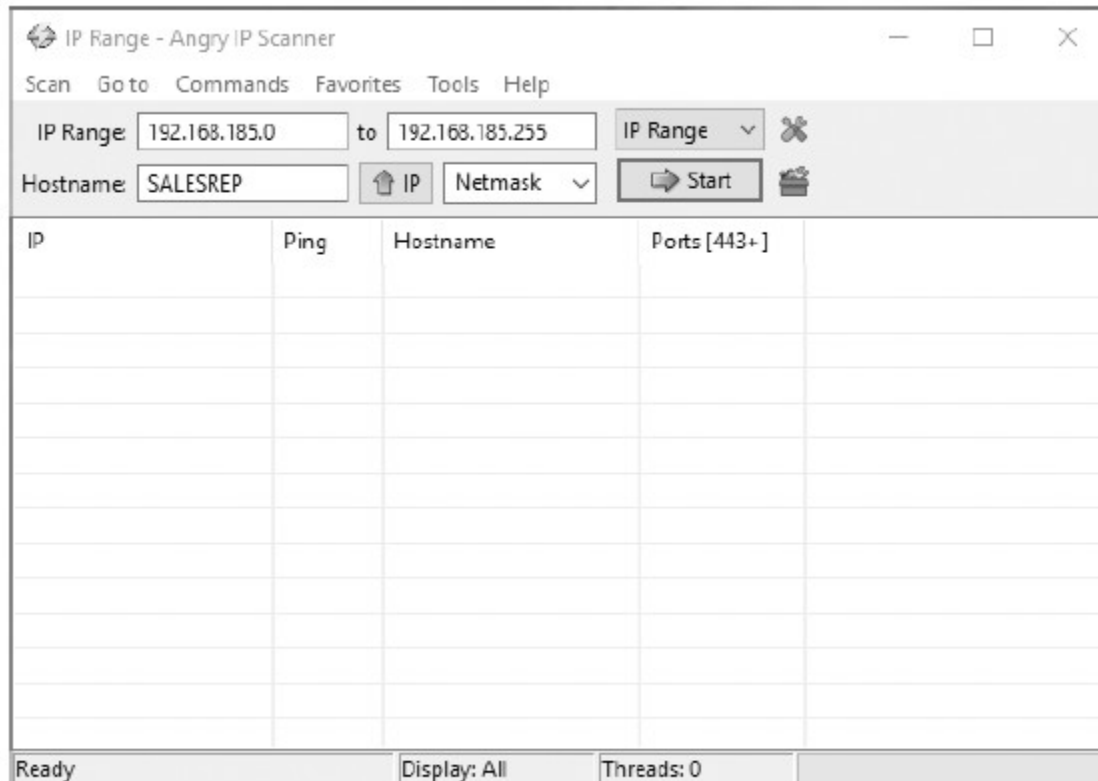 IP Range - Angry IP Scanner
Scan Go to Commands Favorites Tools Help
IP Range: 192.168.185.0 to 192.168.185.255 IP Range
Hostname: SALESREP IP Netmask Start
IP Ping Hostname Ports [443+]
Ready Display: All Threads: 0